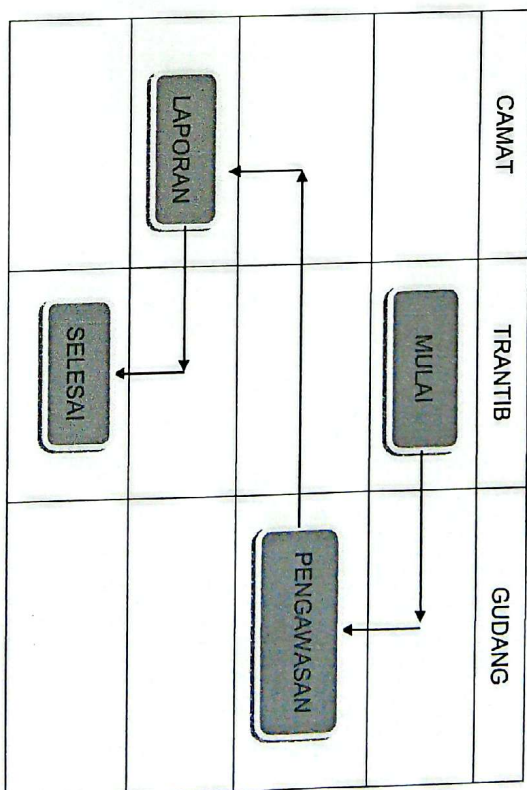 CAMAT
TRANTIB
GUDANG
MULAI
PENGAWASAN
LAPORAN
SELESAI